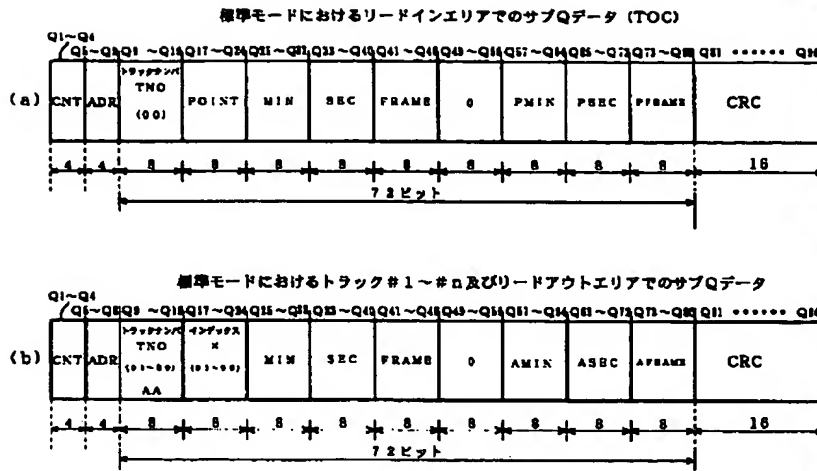 標準モードにおけるリードインエリアでのサブQデータ (TOC)
Q1~Q4
Q5~Q8 Q9 ~Q16 Q17~Q24 Q25~Q32 Q33~Q40 Q41~Q48 Q49~Q56 Q57~Q64 Q65~Q72 Q73~Q80 Q81 ······ Q96
(a) CNT ADR トラックナンバ TNO (00) POINT MIN SEC FRAME 0 PMIN PSEC PFRAME CRC
4 4 8 8 8 8 8 8 8 8 8 16
72ビット
標準モードにおけるトラック#1~#n及びリードアウトエリアでのサブQデータ
Q1~Q4
Q5~Q8 Q9 ~Q16 Q17~Q24 Q25~Q32 Q33~Q40 Q41~Q48 Q49~Q56 Q57~Q64 Q65~Q72 Q73~Q80 Q81 ······ Q96
(b) CNT ADR トラックナンバ TNO AA インデックス X MIN SEC FRAME 0 AMIN ASEC AFRAME CRC
4 4 8 8 8 8 8 8 8 8 8 16
72ビット